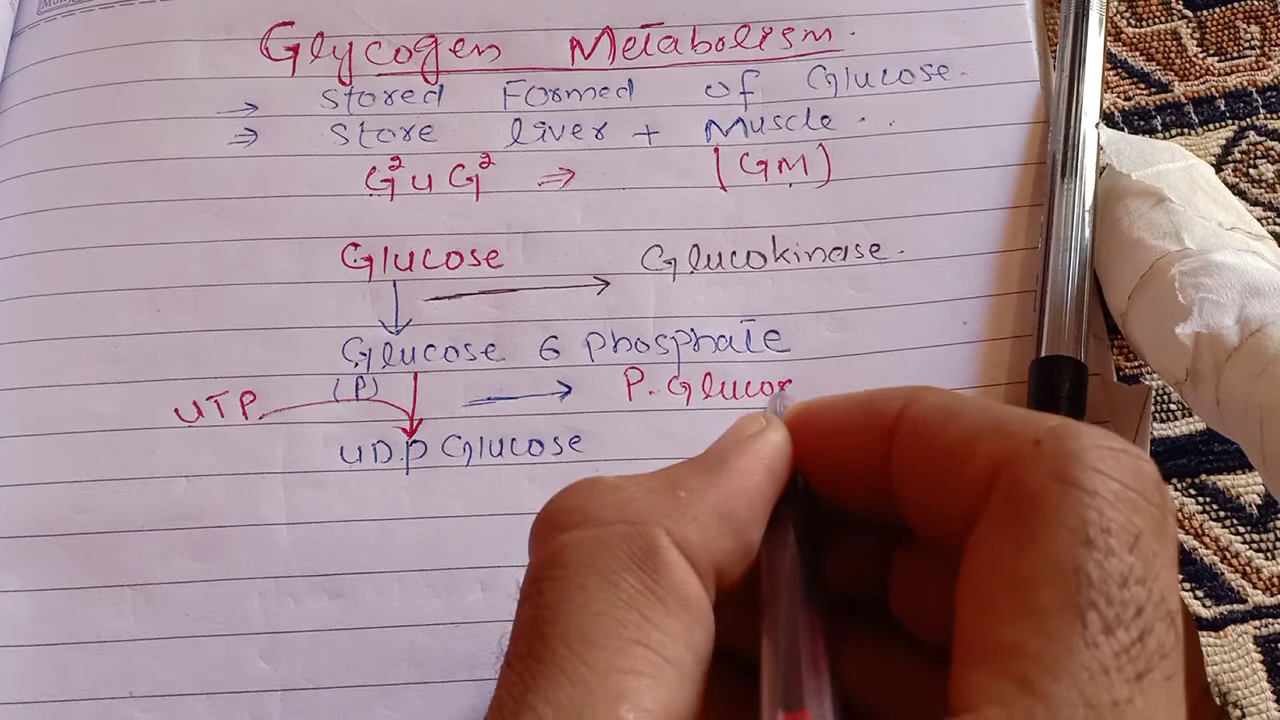 Glycogen Metabolism.
→ Stored Formed of Glucose.
⇒ Store liver + Muscle..
G²uG² ⇒ (GM)
Glucose → Glucokinase.
Glucose 6 Phosphate
UTP (P) → P. Glucos
UD.P Glucose